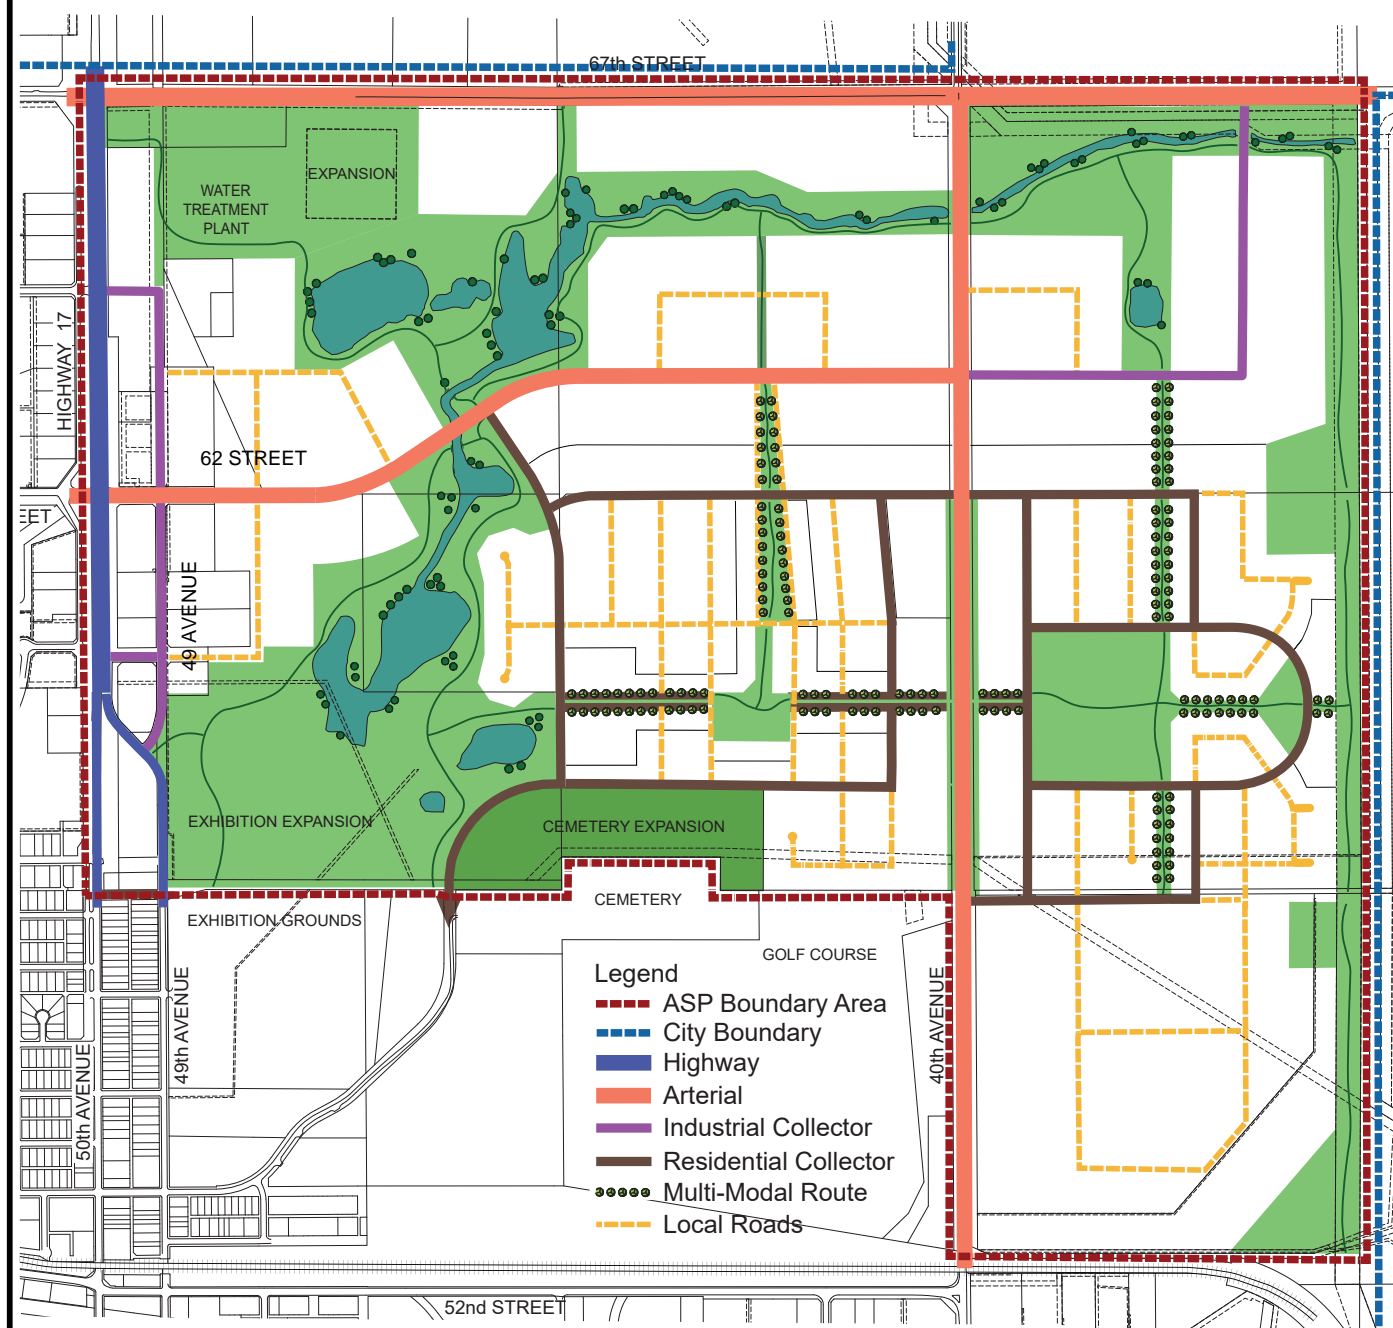 67th STREET
EXPANSION
WATER
TREATMENT
PLANT
HIGHWAY 17
62 STREET
EET
49 AVENUE
EXHIBITION EXPANSION
CEMETERY EXPANSION
CEMETERY
EXHIBITION GROUNDS
GOLF COURSE
49th AVENUE
40th AVENUE
50th AVENUE
Legend
ASP Boundary Area
City Boundary
Highway
Arterial
Industrial Collector
Residential Collector
Multi-Modal Route
Local Roads
52nd STREET